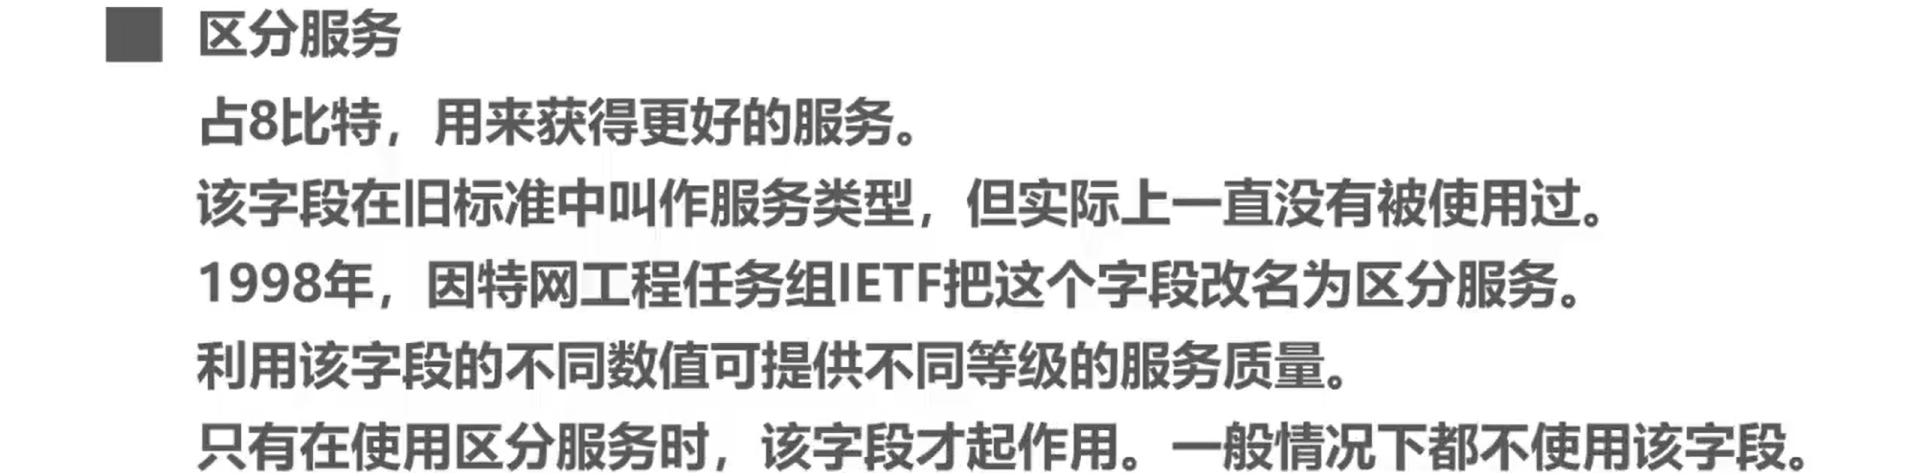 区分服务
占8比特，用来获得更好的服务。
该字段在旧标准中叫作服务类型，但实际上一直没有被使用过。
1998年，因特网工程任务组IETF把这个字段改名为区分服务。
利用该字段的不同数值可提供不同等级的服务质量。
只有在使用区分服务时，该字段才起作用。一般情况下都不使用该字段。